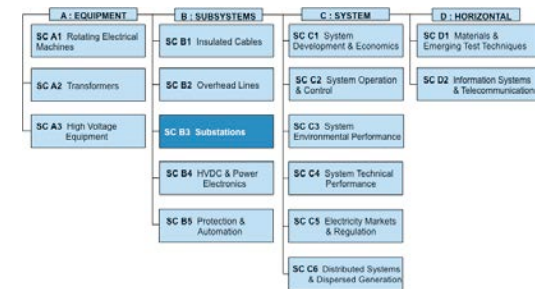 A : EQUIPMENT
SC A1 Rotating Electrical
Machines
SC A2 Transformers
SC A3 High Voltage
Equipment
B : SUBSYSTEMS
SC B1 Insulated Cables
SC B2 Overhead Lines
SC B3 Substations
SC B4 HVDC & Power
Electronics
SC B5 Protection &
Automation
C : SYSTEM
SC C1 System
Development & Economics
SC C2 System Operation
& Control
SC C3 System
Environmental Performance
SC C4 System Technical
Performance
SC C5 Electricity Markets
& Regulation
SC C6 Distributed Systems
& Dispersed Generation
D : HORIZONTAL
SC D1 Materials &
Emerging Test Techniques
SC D2 Information Systems
& Telecommunication